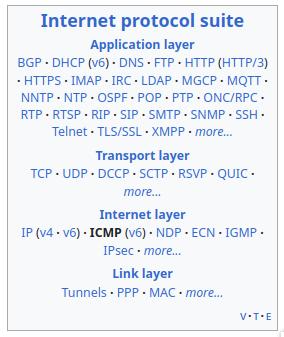 Internet protocol suite
Application layer
BGP · DHCP (v6) · DNS · FTP · HTTP (HTTP/3)
· HTTPS · IMAP · IRC · LDAP · MGCP · MQTT ·
NNTP · NTP · OSPF · POP · PTP · ONC/RPC ·
RTP · RTSP · RIP · SIP · SMTP · SNMP · SSH ·
Telnet · TLS/SSL · XMPP · more...
Transport layer
TCP · UDP · DCCP · SCTP · RSVP · QUIC ·
more...
Internet layer
IP (v4 · v6) · ICMP (v6) · NDP · ECN · IGMP ·
IPsec · more...
Link layer
Tunnels · PPP · MAC · more...
V · T · E